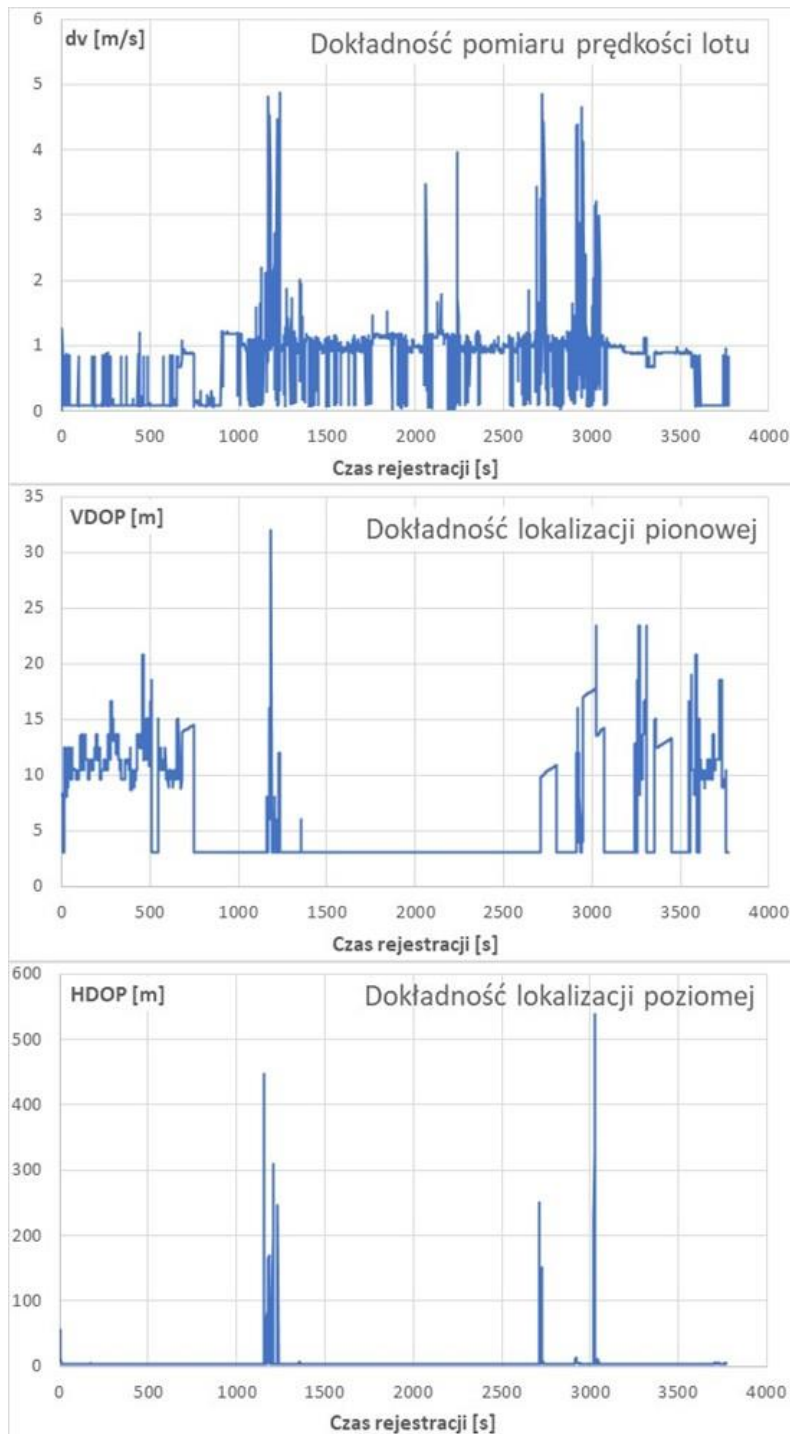 dv [m/s]
Dokładność pomiaru prędkości lotu
6
5
4
3
2
1
0
0 500 1000 1500 2000 2500 3000 3500 4000
Czas rejestracji [s]
VDOP [m]
Dokładność lokalizacji pionowej
35
30
25
20
15
10
5
0
0 500 1000 1500 2000 2500 3000 3500 4000
Czas rejestracji [s]
HDOP [m]
Dokładność lokalizacji poziomej
600
500
400
300
200
100
0
0 500 1000 1500 2000 2500 3000 3500 4000
Czas rejestracji [s]